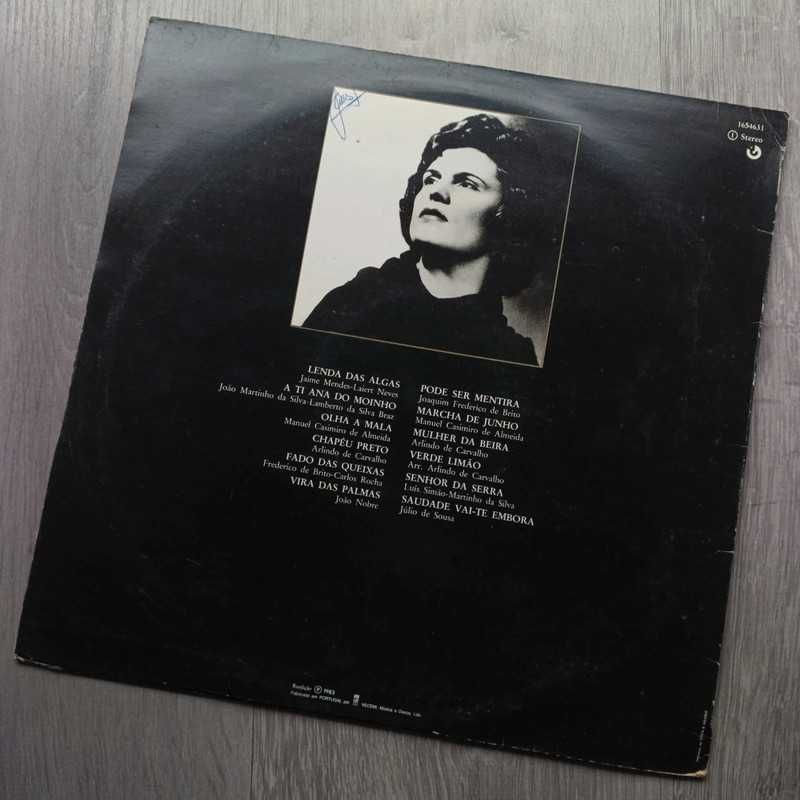 1654631
Stereo
LENDA DAS ALGAS
Jaime Mendes-Laiert Neves
A TI ANA DO MOINHO
João Martinho da Silva-Lamberto da Silva Braz
OLHA A MALA
Manuel Casimiro de Almeida
CHAPÉU PRETO
Arlindo de Carvalho
FADO DAS QUEIXAS
Frederico de Brito-Carlos Rocha
VIRA DAS PALMAS
João Nobre
PODE SER MENTIRA
Joaquim Frederico de Brito
MARCHA DE JUNHO
Manuel Casimiro de Almeida
MULHER DA BEIRA
Arlindo de Carvalho
VERDE LIMÃO
Arr. Arlindo de Carvalho
SENHOR DA SERRA
Luís Simão-Martinho da Silva
SAUDADE VAI-TE EMBORA
Júlio de Sousa
℗ 1983
Fabricado em PORTUGAL por